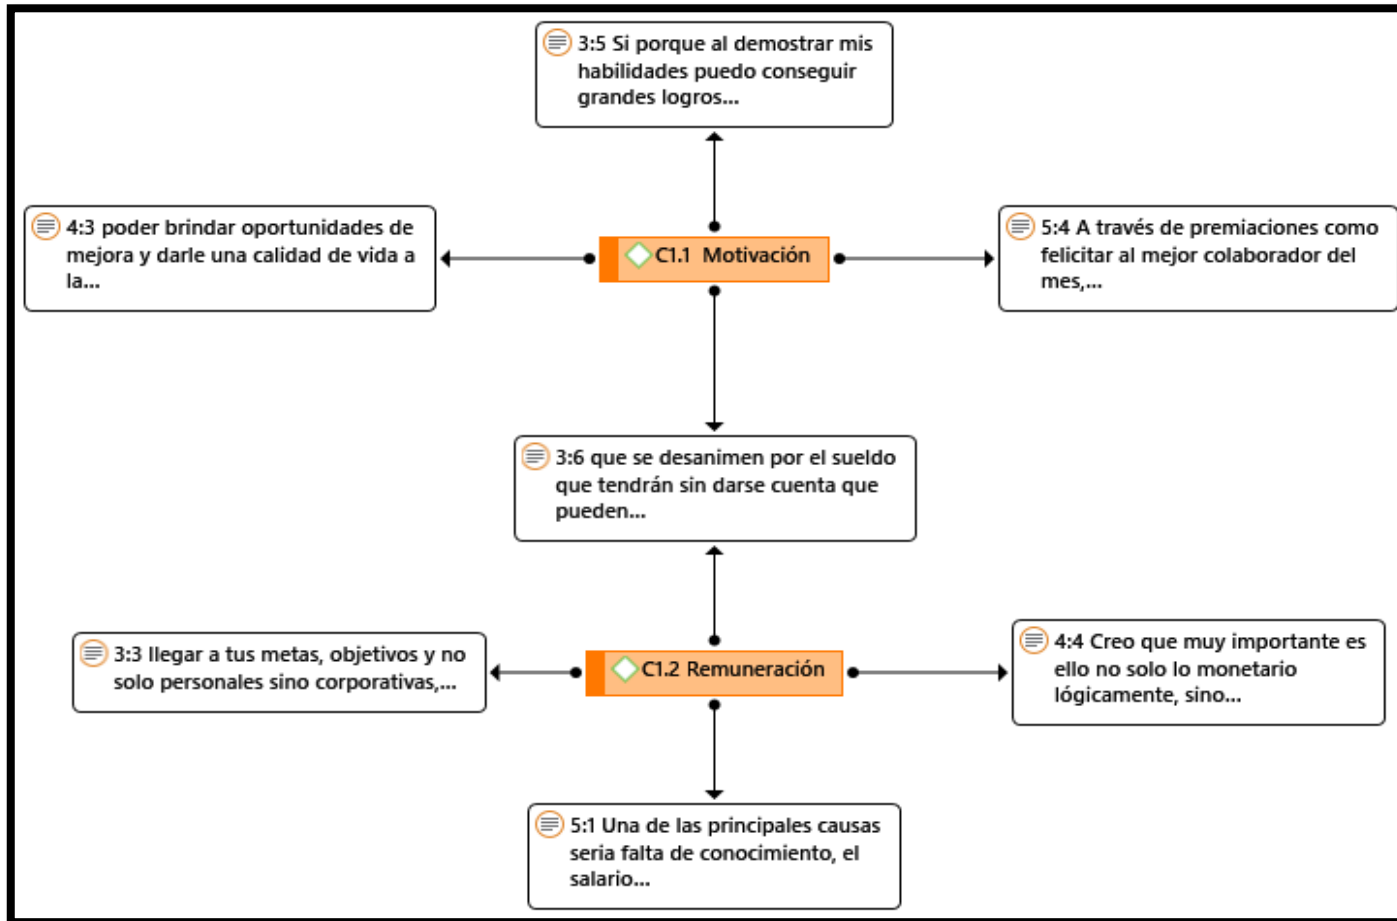 3:5 Si porque al demostrar mis
habilidades puedo conseguir
grandes logros...
4:3 poder brindar oportunidades de
mejora y darle una calidad de vida a
la...
C1.1 Motivación
5:4 A través de premiaciones como
felicitar al mejor colaborador del
mes,...
3:6 que se desanimen por el sueldo
que tendrán sin darse cuenta que
pueden...
3:3 llegar a tus metas, objetivos y no
solo personales sino corporativas,...
C1.2 Remuneración
4:4 Creo que muy importante es
ello no solo lo monetario
lógicamente, sino...
5:1 Una de las principales causas
seria falta de conocimiento, el
salario...